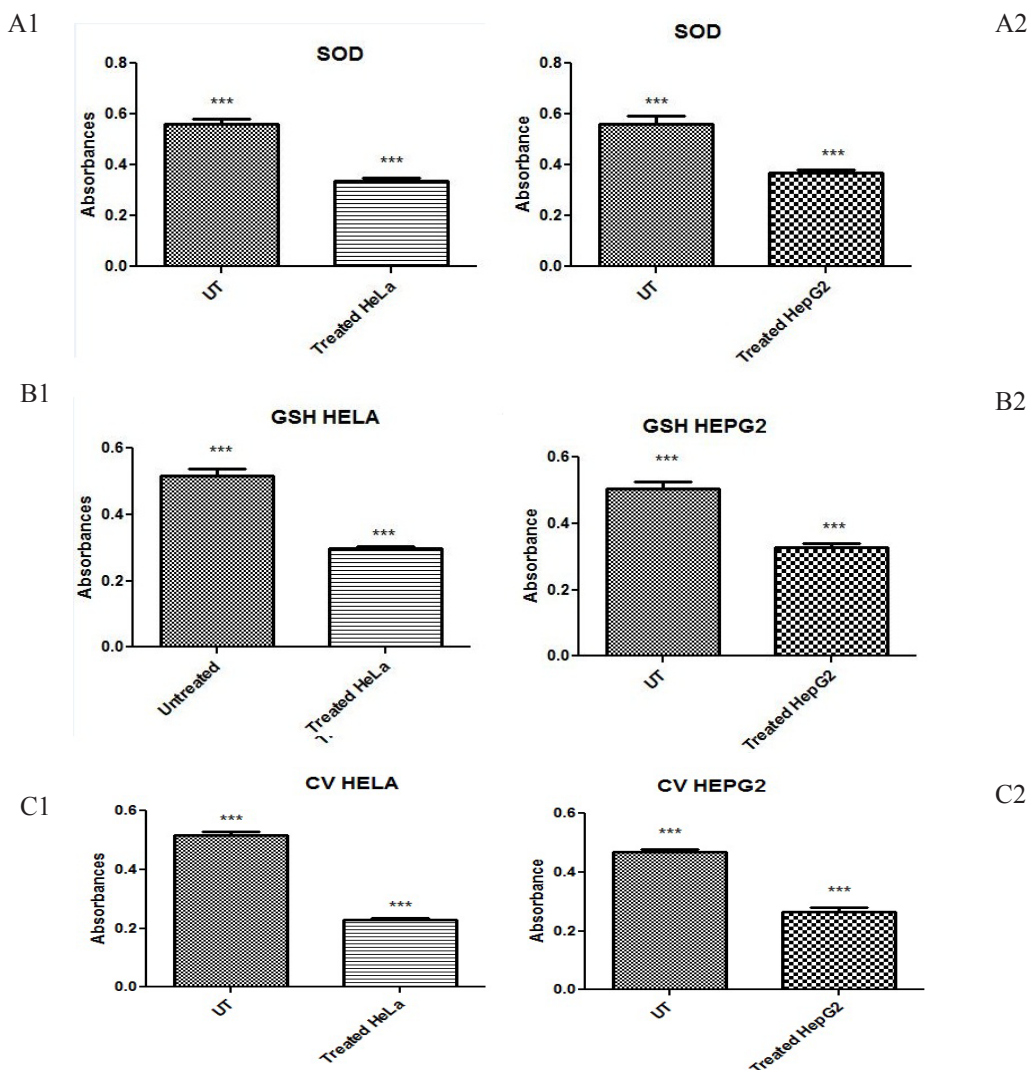 A1
A2
SOD
SOD
Absorbances
0.8
0.6
0.4
0.2
0.0
***
***
UT
Treated HeLa
Absorbance
0.8
0.6
0.4
0.2
0.0
***
***
UT
Treated HepG2
B1
B2
GSH HELA
GSH HEPG2
Absorbances
0.6
0.4
0.2
0.0
***
***
Untreated
Treated HeLa
Absorbance
0.6
0.4
0.2
0.0
***
***
UT
Treated HepG2
C1
C2
CV HELA
CV HEPG2
Absorbances
0.6
0.4
0.2
0.0
***
***
UT
Treated HeLa
Absorbance
0.6
0.4
0.2
0.0
***
***
UT
Treated HepG2